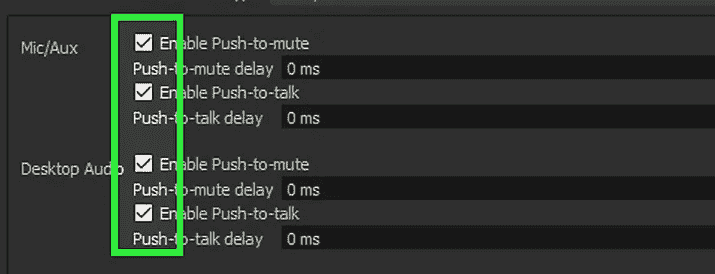 Mic/Aux
Enable Push-to-mute
Push-to-mute delay 0 ms
Enable Push-to-talk
Push-to-talk delay 0 ms
Desktop Audio
Enable Push-to-mute
Push-to-mute delay 0 ms
Enable Push-to-talk
Push-to-talk delay 0 ms